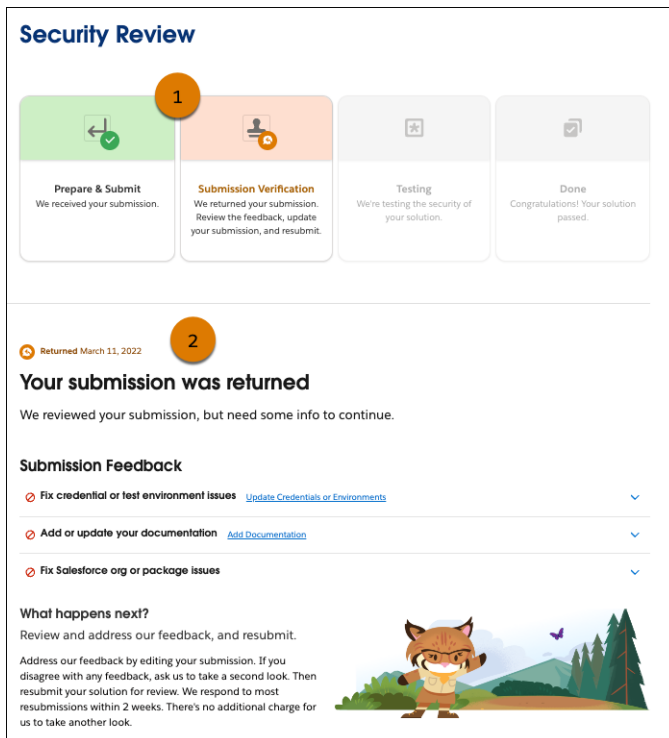 Security Review
1
Prepare & Submit
We received your submission.
Submission Verification
We returned your submission.
Review the feedback, update
your submission, and resubmit.
Testing
We're testing the security of
your solution.
Done
Congratulations! Your solution
passed.
Returned March 11, 2022
2
Your submission was returned
We reviewed your submission, but need some info to continue.
Submission Feedback
Fix credential or test environment issues Update Credentials or Environments
Add or update your documentation Add Documentation
Fix Salesforce org or package issues
What happens next?
Review and address our feedback, and resubmit.
Address our feedback by editing your submission. If you
disagree with any feedback, ask us to take a second look. Then
resubmit your solution for review. We respond to most
resubmissions within 2 weeks. There's no additional charge for
us to take another look.